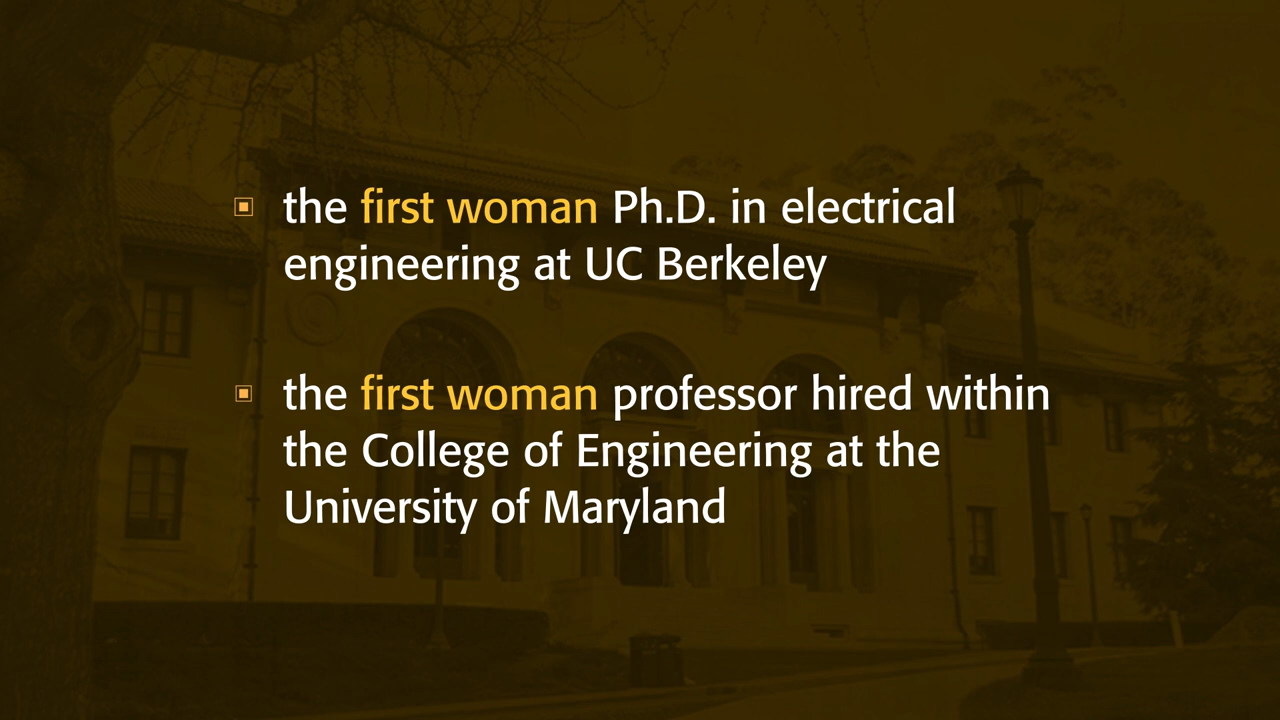 the first woman Ph.D. in electrical
engineering at UC Berkeley
the first woman professor hired within
the College of Engineering at the
University of Maryland